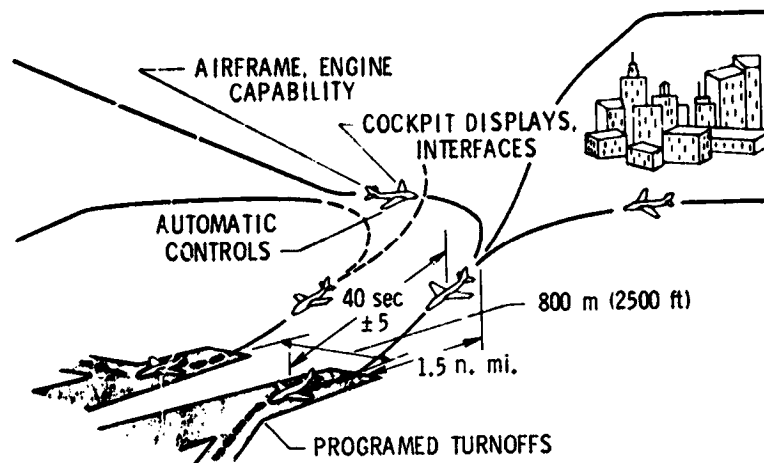 AIRFRAME, ENGINE
CAPABILITY
COCKPIT DISPLAYS,
INTERFACES
AUTOMATIC
CONTROLS
40 sec
±5
800 m (2500 ft)
1.5 n. mi.
PROGRAMED TURNOFFS